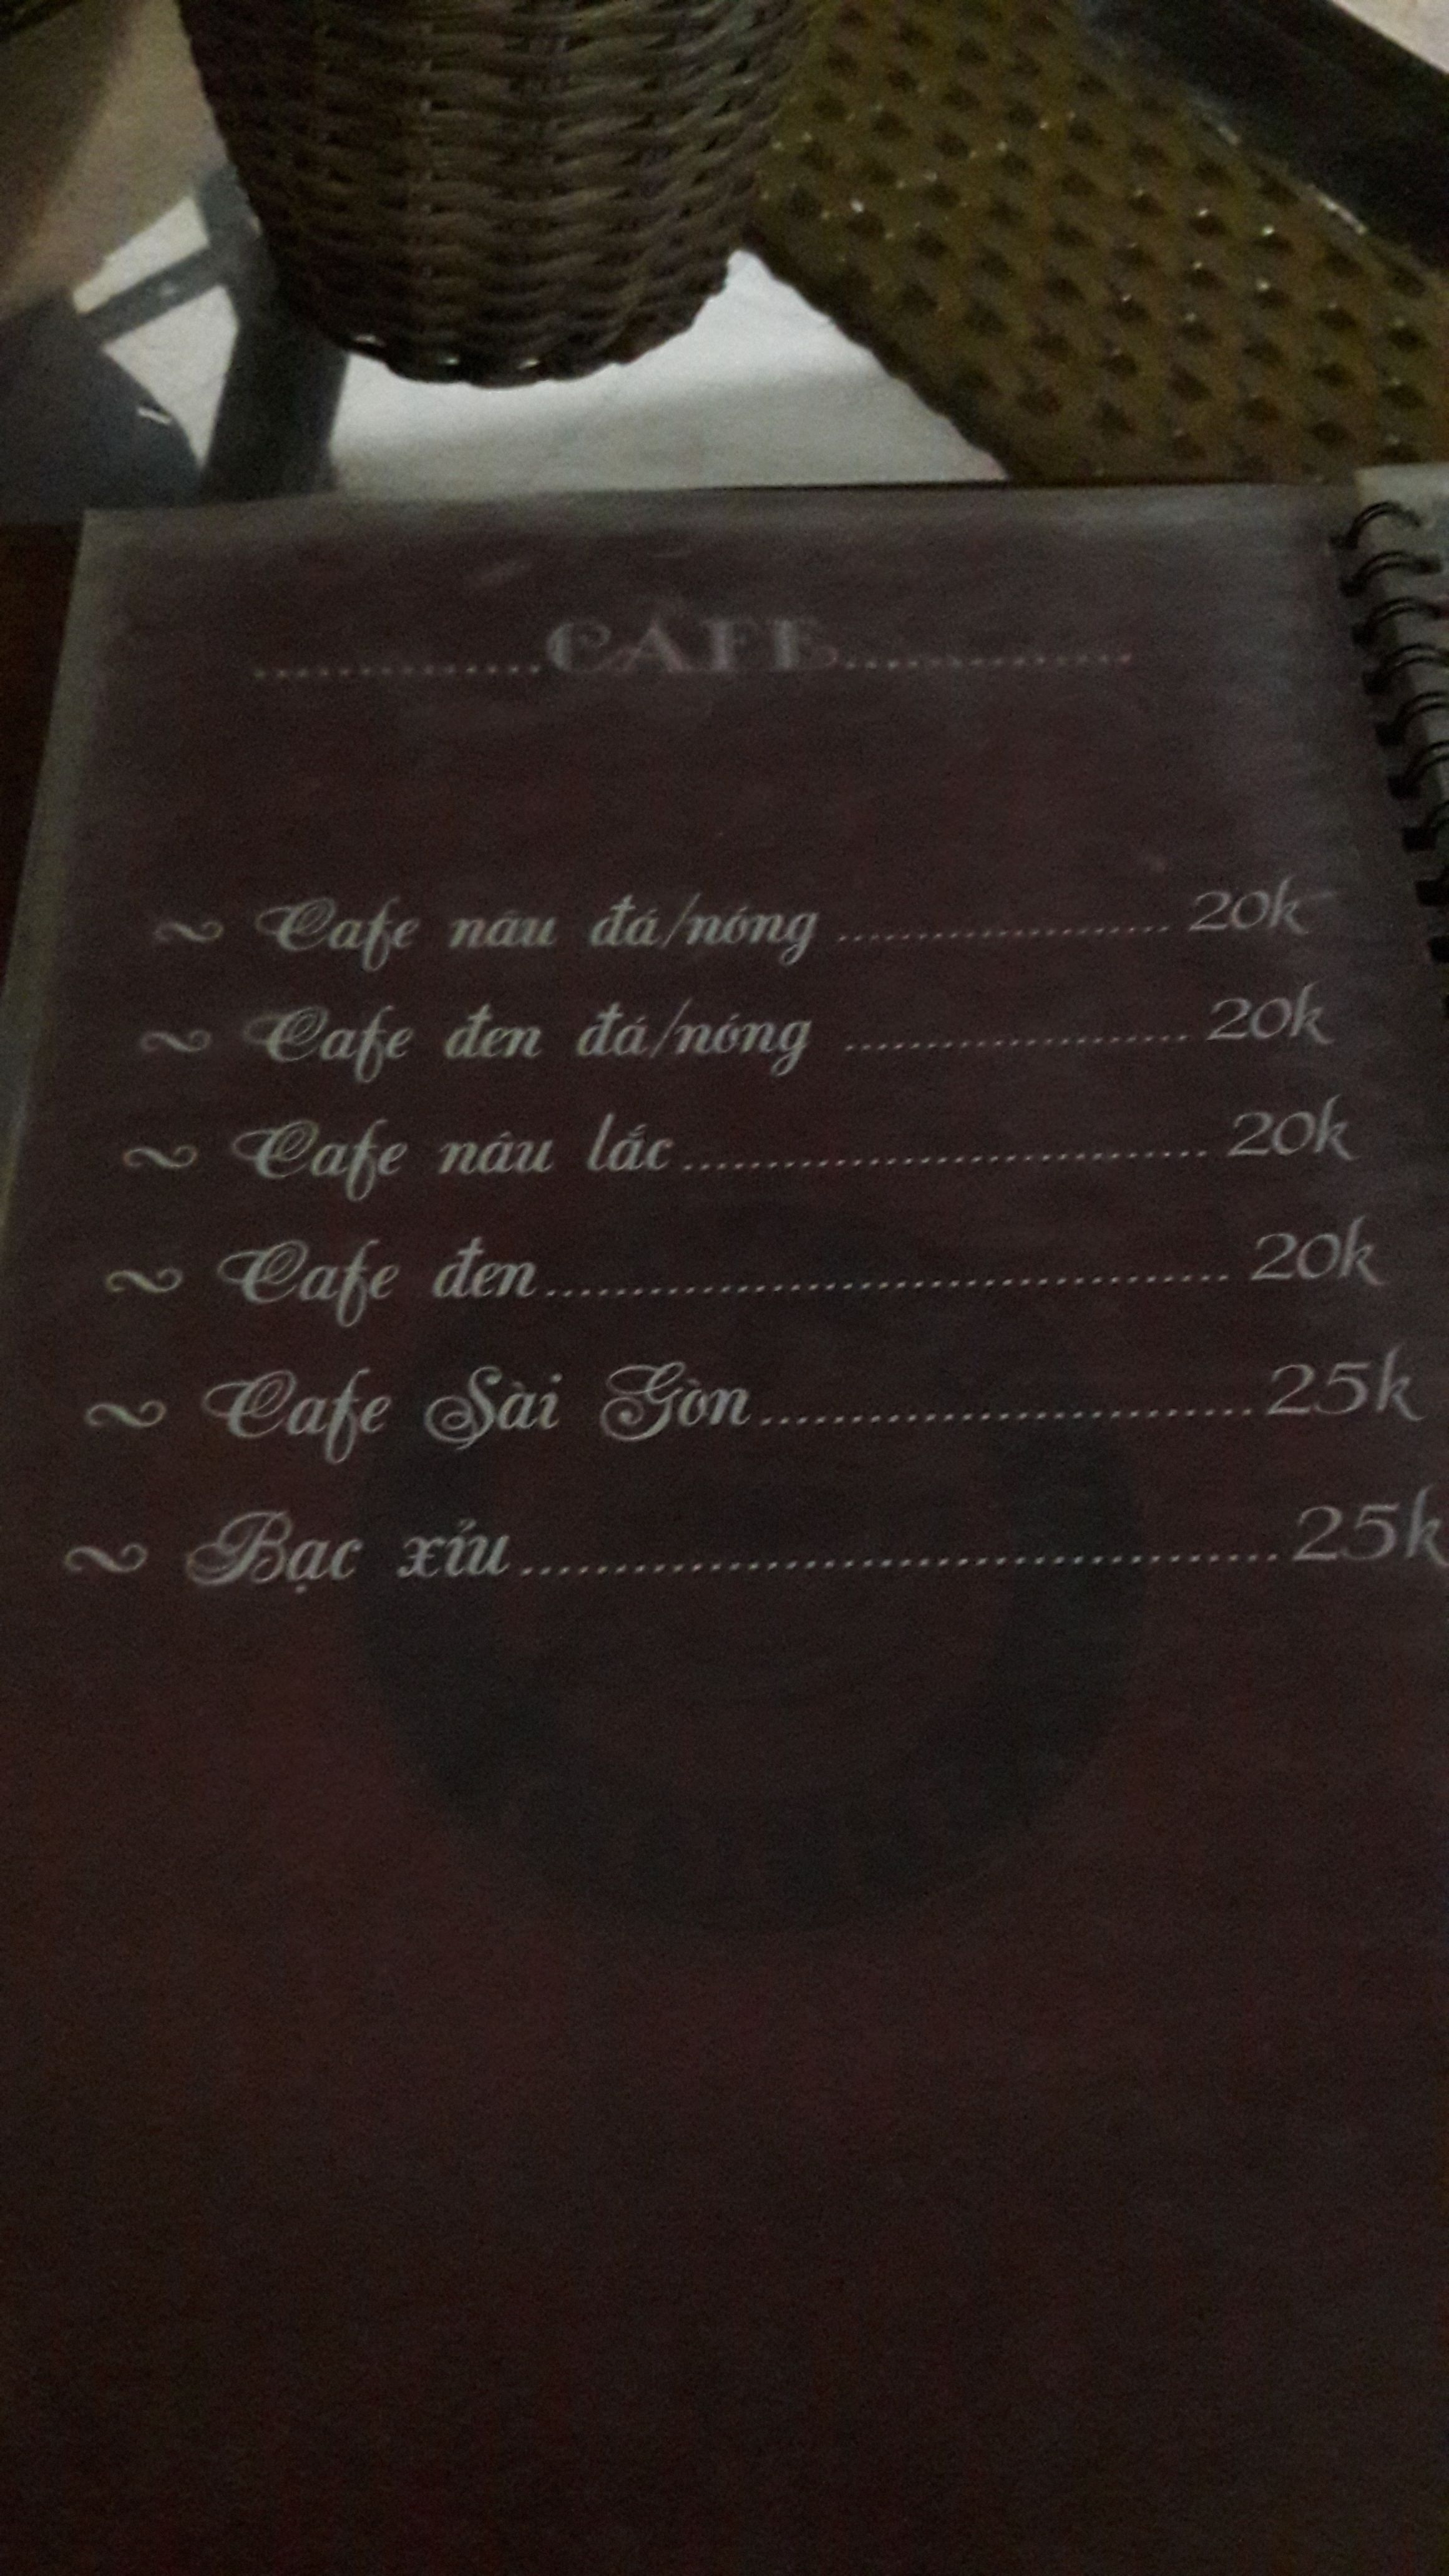 .............CAFE.............
~ Cafe nâu đá/nóng ..................... 20k
~ Cafe đen đá/nóng ..................... 20k
~ Cafe nâu lắc................................. 20k
~ Cafe đen.......................................... 20k
~ Cafe Sài Gòn..............................25k
~ Bạc xỉu............................................25k